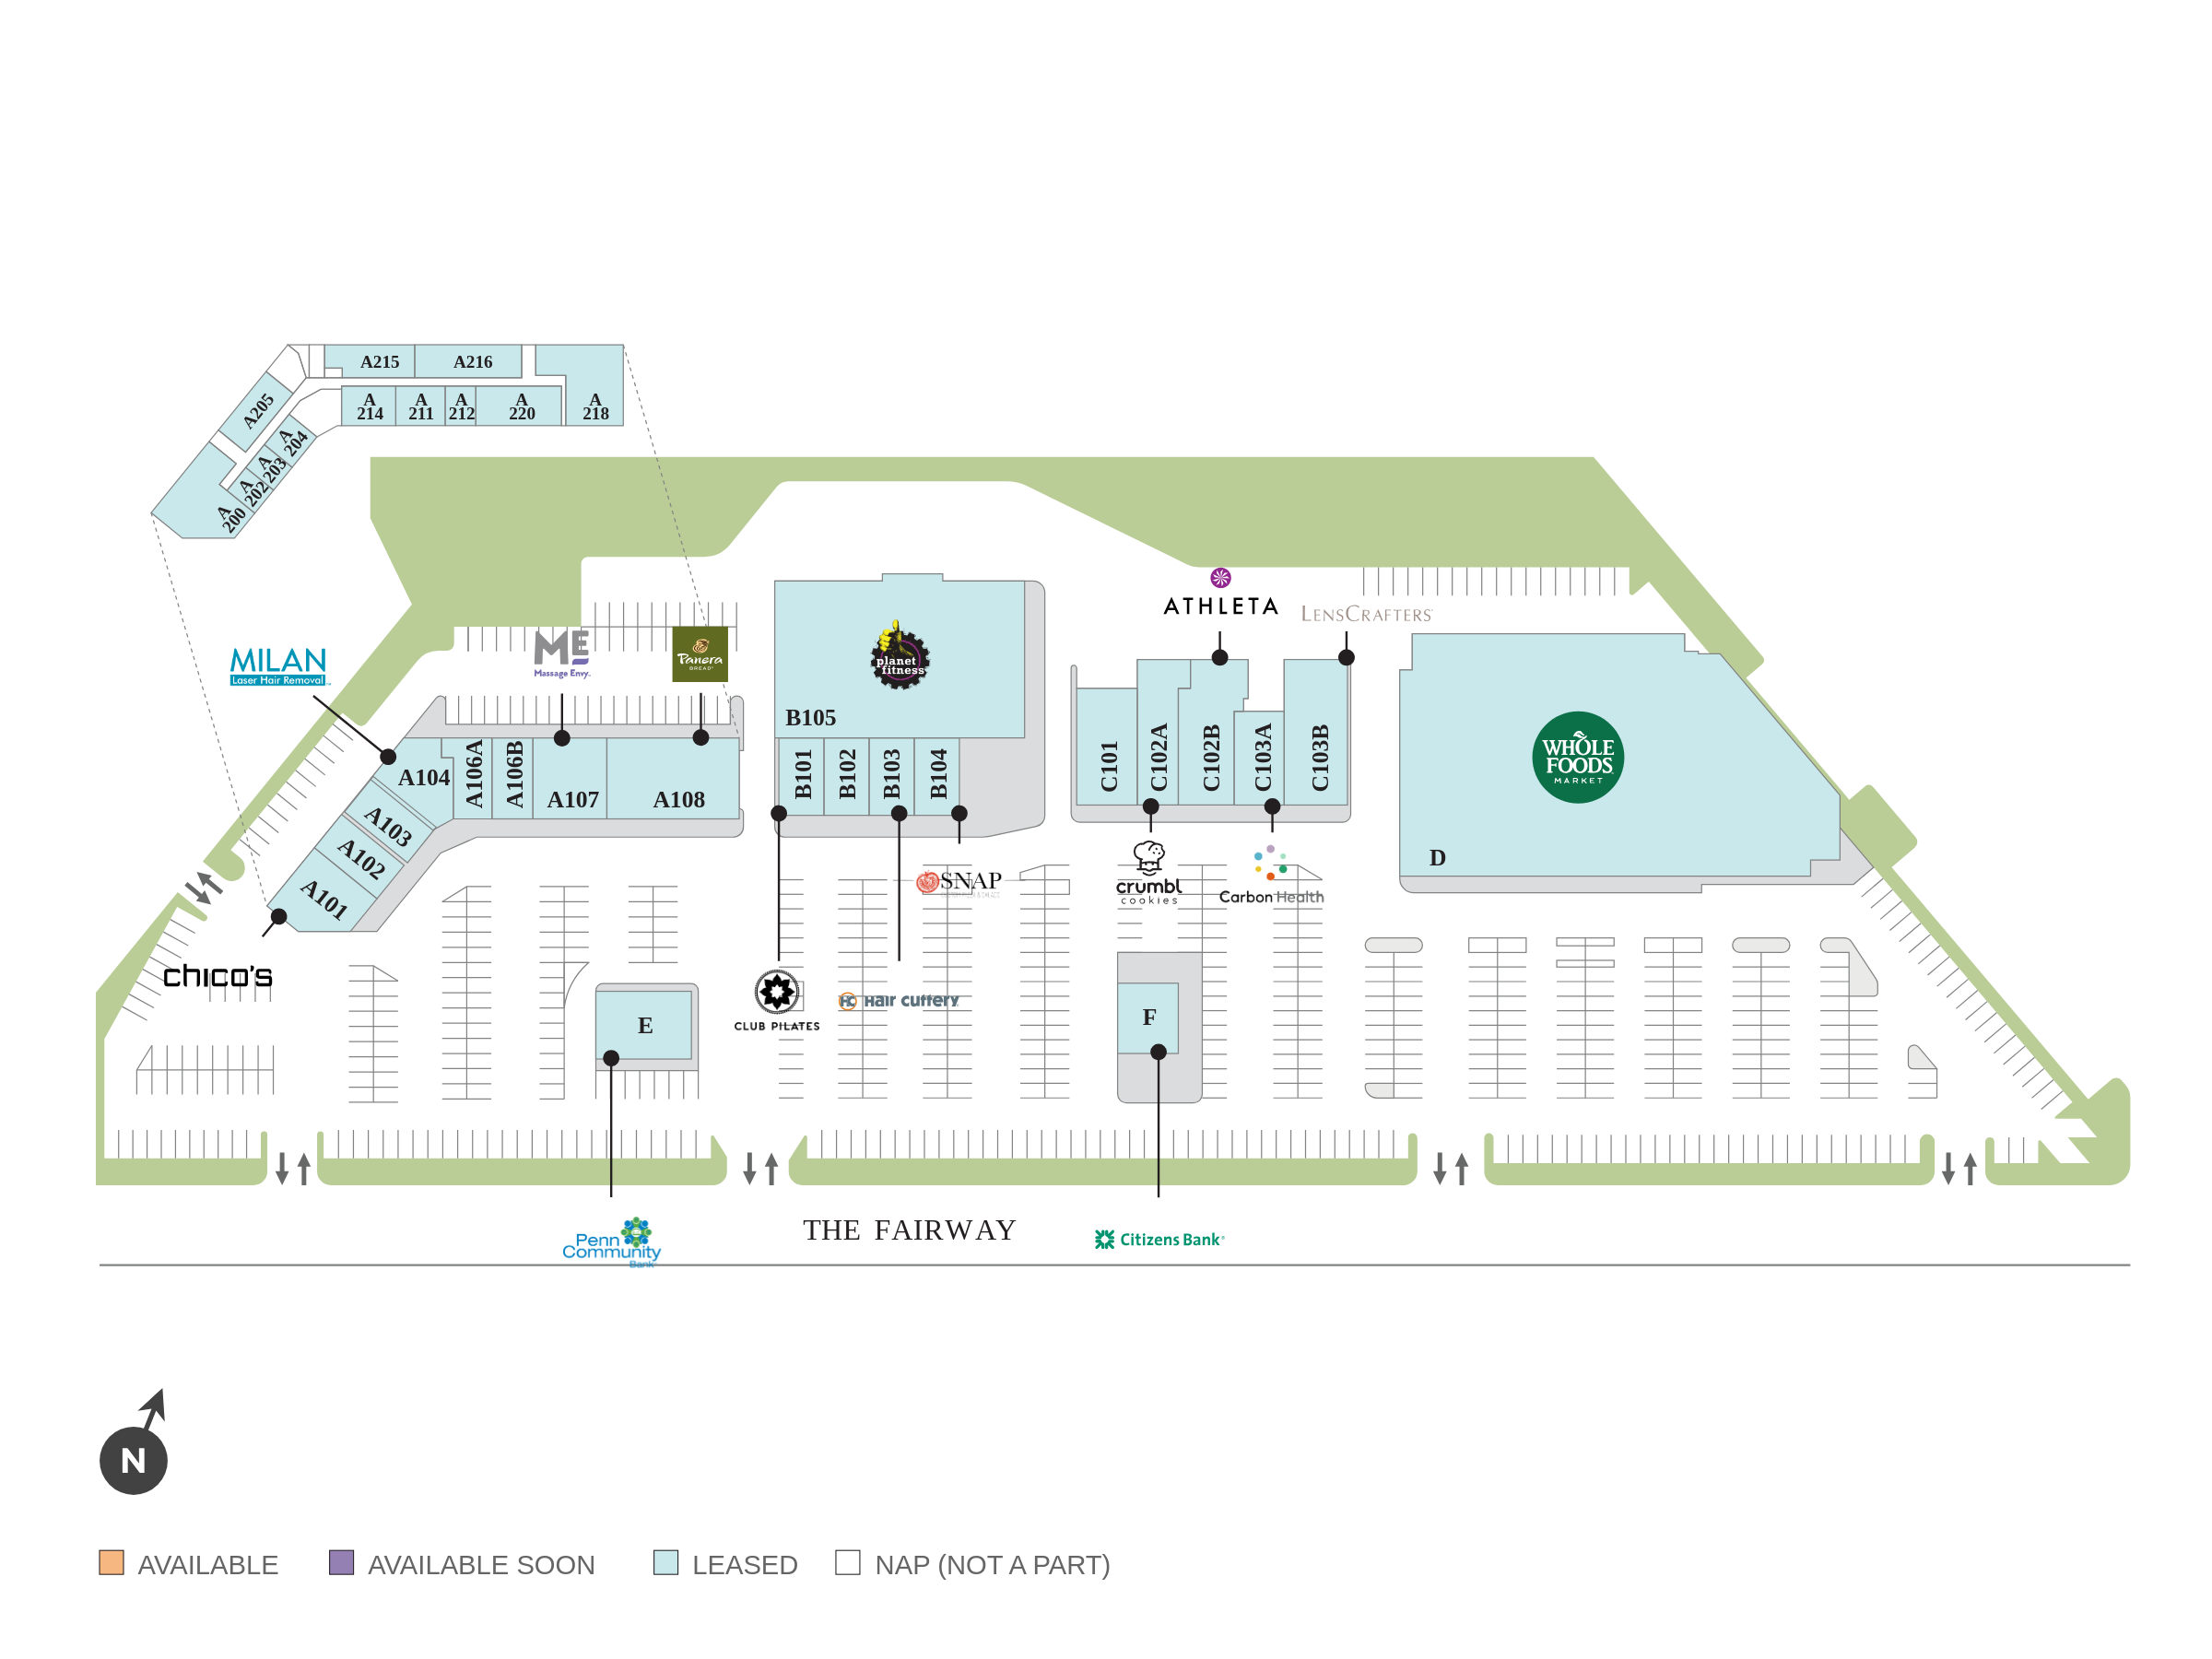 A215
A216
A
214
A
211
A
212
A
220
A
218
A205
A
204
A
203
A
202
A
200
MILAN
Laser Hair Removal
ME
Massage Envy.
Panera
BREAD
planet
fitness
ATHLETA
LENSCRAFTERS
WHOLE
FOODS
MARKET
A104
A106A
A106B
A107
A108
A103
A102
A101
B105
B101
B102
B103
B104
C101
C102A
C102B
C103A
C103B
D
chico's
SNAP
crumbl
cookies
Carbon Health
CLUB PILATES
HC Hair cuttery
E
F
Penn
Community
Bank
THE FAIRWAY
Citizens Bank
N
AVAILABLE
AVAILABLE SOON
LEASED
NAP (NOT A PART)